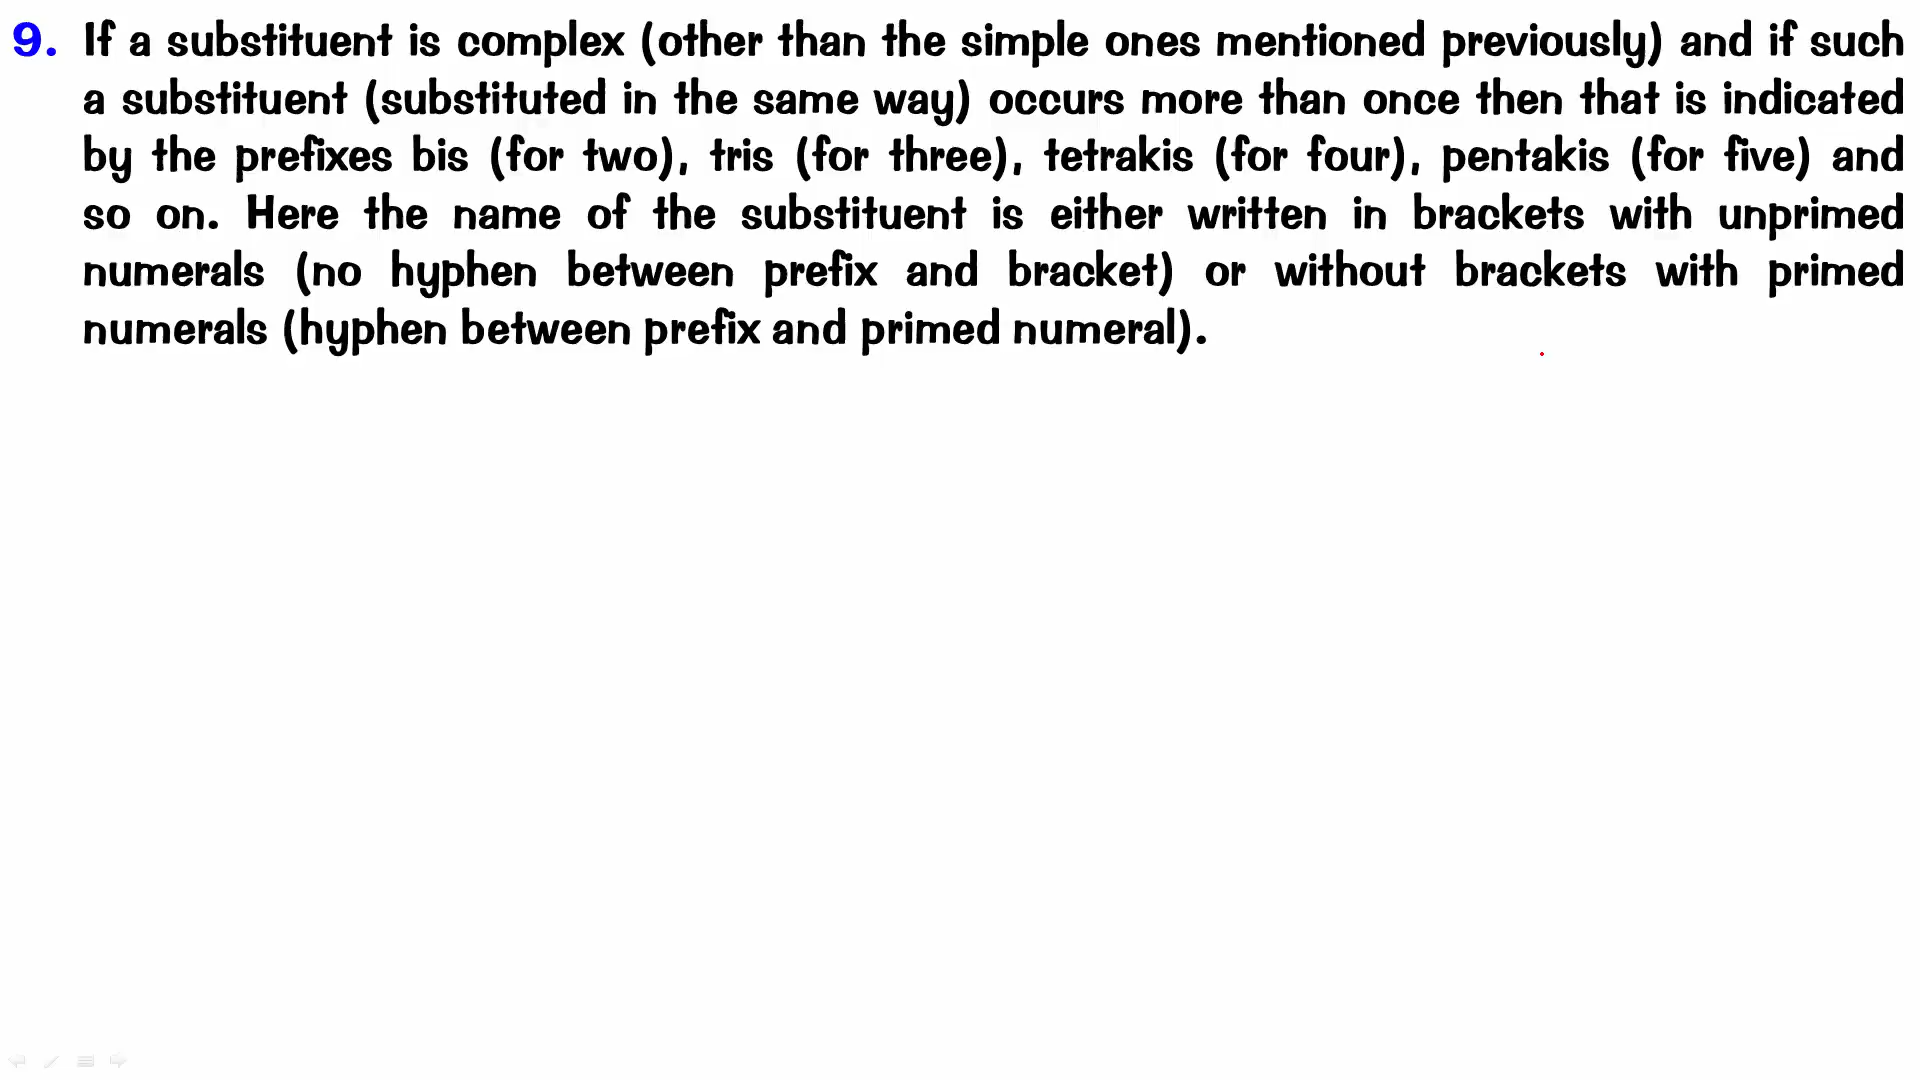 9. If a substituent is complex (other than the simple ones mentioned previously) and if such
a substituent (substituted in the same way) occurs more than once then that is indicated
by the prefixes bis (for two), tris (for three), tetrakis (for four), pentakis (for five) and
so on. Here the name of the substituent is either written in brackets with unprimed
numerals (no hyphen between prefix and bracket) or without brackets with primed
numerals (hyphen between prefix and primed numeral).